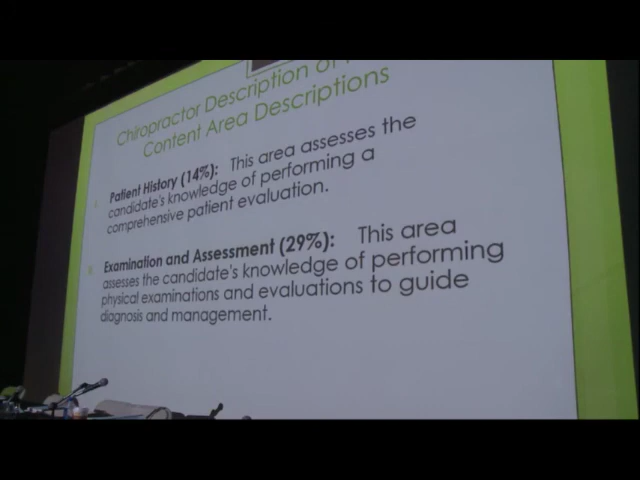 Chiropractor Description of
Content Area Descriptions
Patient History (14%): This area assesses the
candidate's knowledge of performing a
comprehensive patient evaluation.
Examination and Assessment (29%): This area
assesses the candidate's knowledge of performing
physical examinations and evaluations to guide
diagnosis and management.